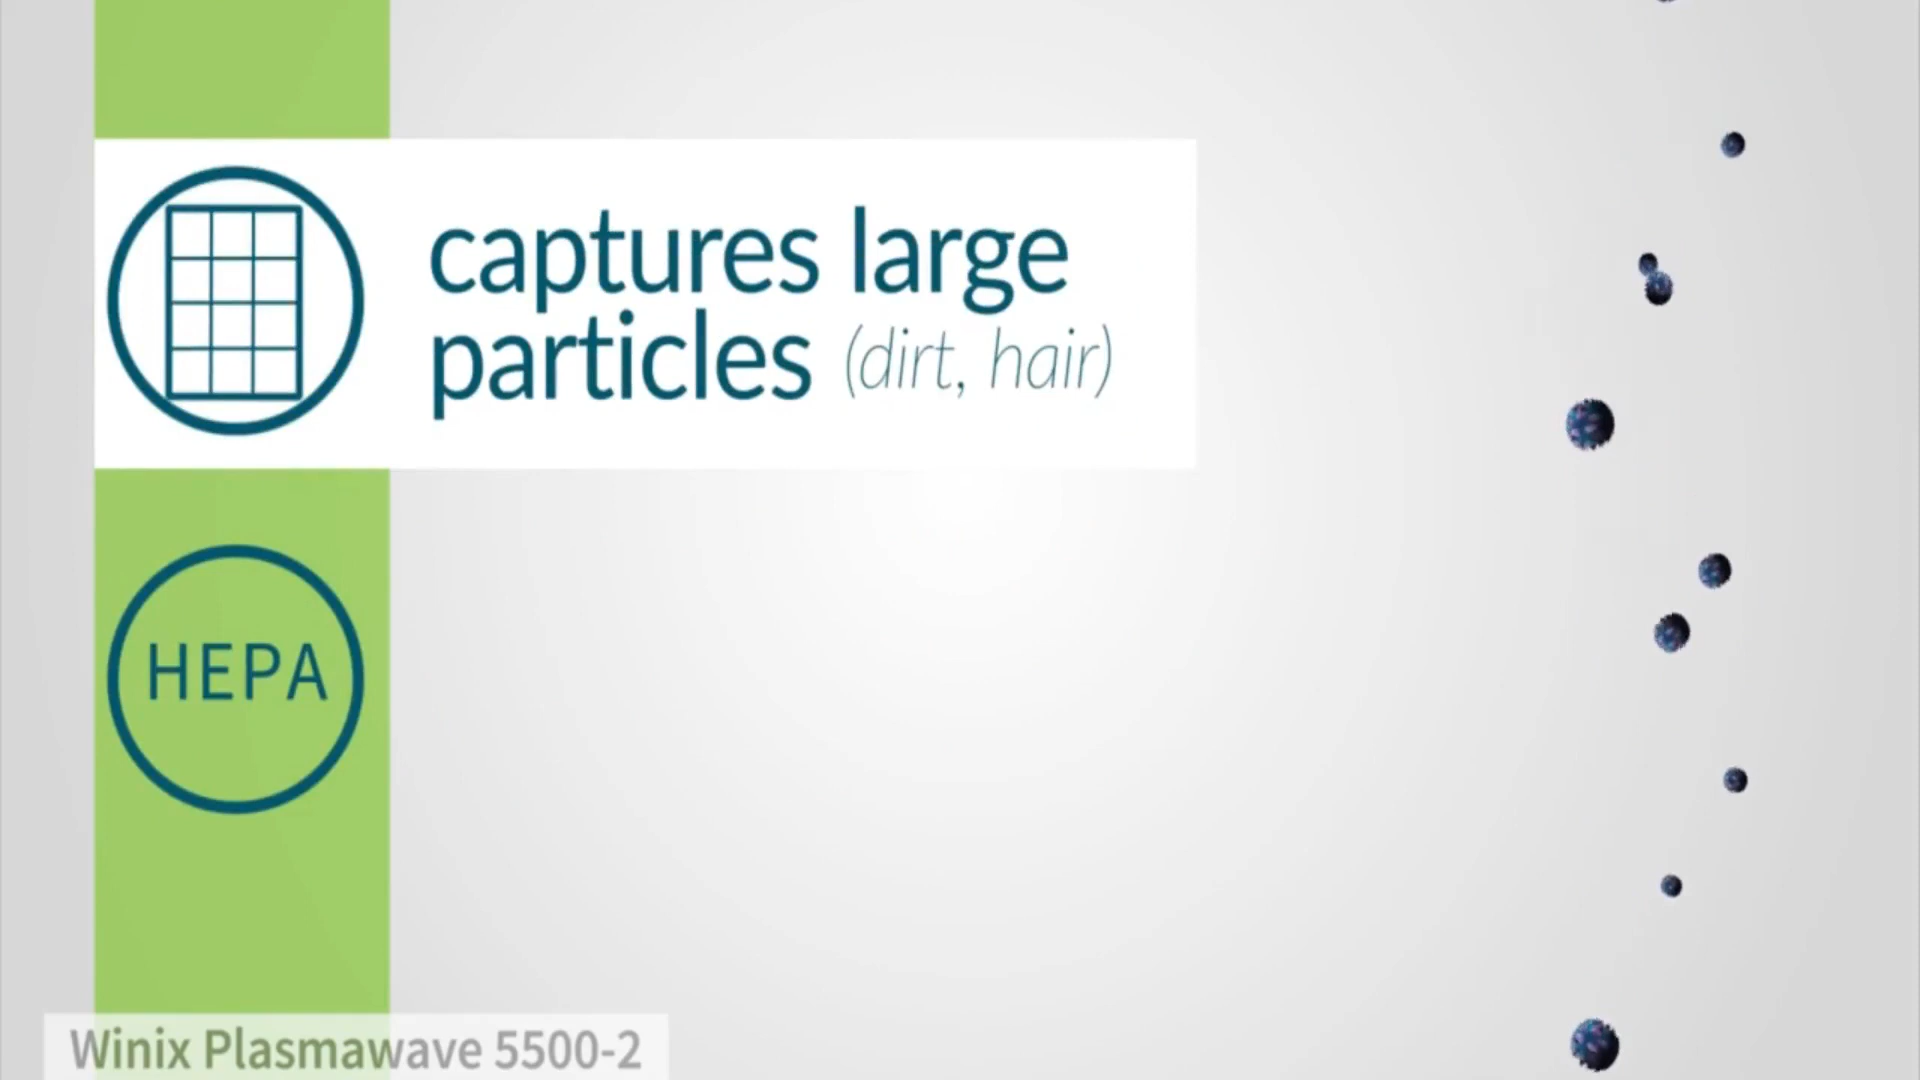 captures large
particles (dirt, hair)
HEPA
Winix Plasmawave 5500-2